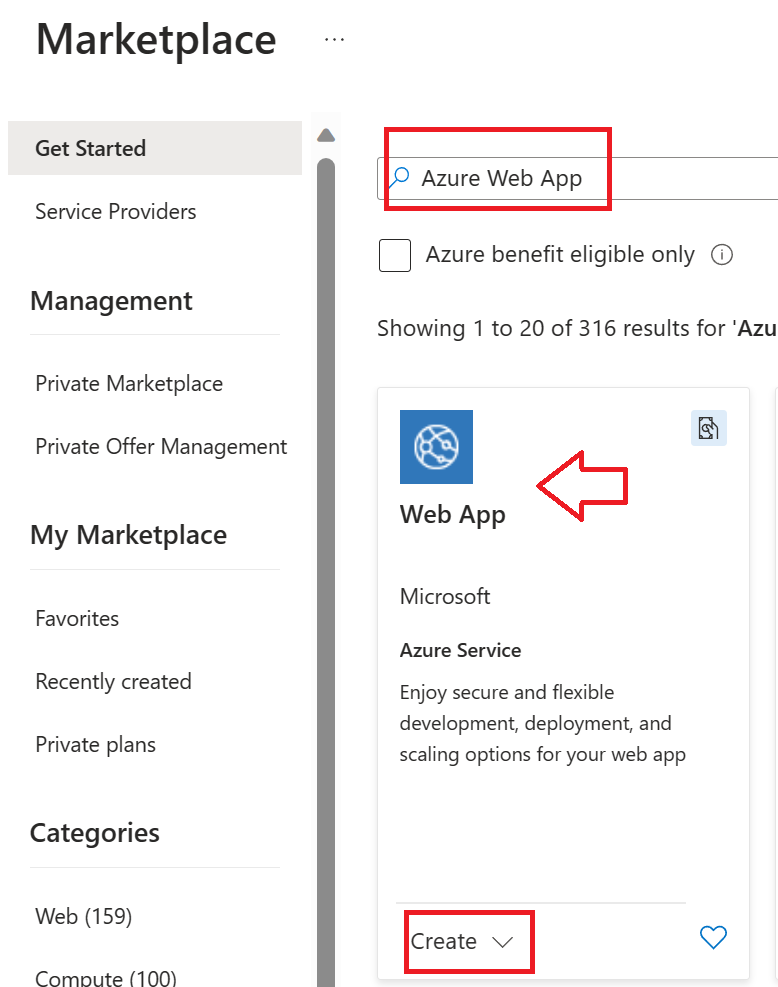 Marketplace ...
Get Started
Service Providers
Management
Private Marketplace
Private Offer Management
My Marketplace
Favorites
Recently created
Private plans
Categories
Web (159)
Compute (100)
Azure Web App
Azure benefit eligible only
Showing 1 to 20 of 316 results for 'Azu
Web App
Microsoft
Azure Service
Enjoy secure and flexible
development, deployment, and
scaling options for your web app
Create